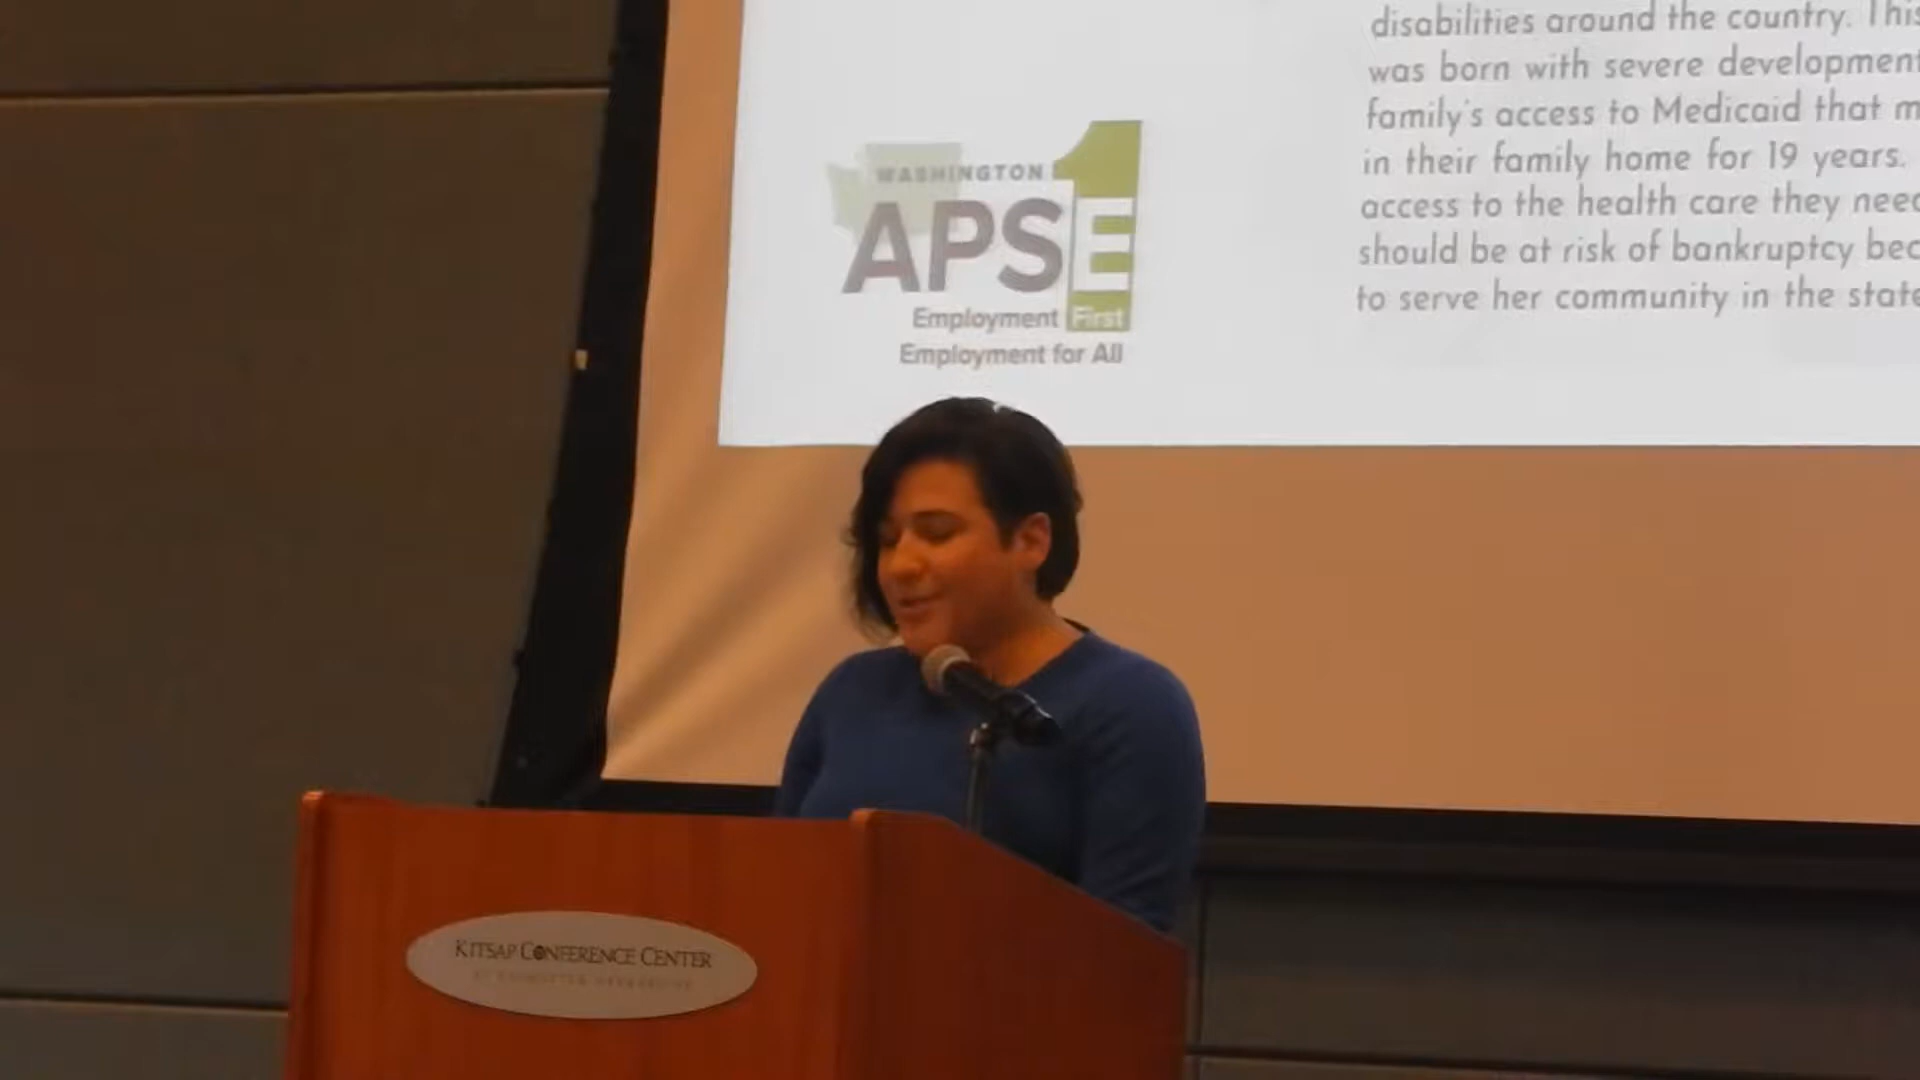 disabilities around the country. This
was born with severe development
family's access to Medicaid that m
in their family home for 19 years.
access to the health care they need
should be at risk of bankruptcy bec
to serve her community in the state
WASHINGTON 1
APSE
Employment First
Employment for All
KITSAP CONFERENCE CENTER